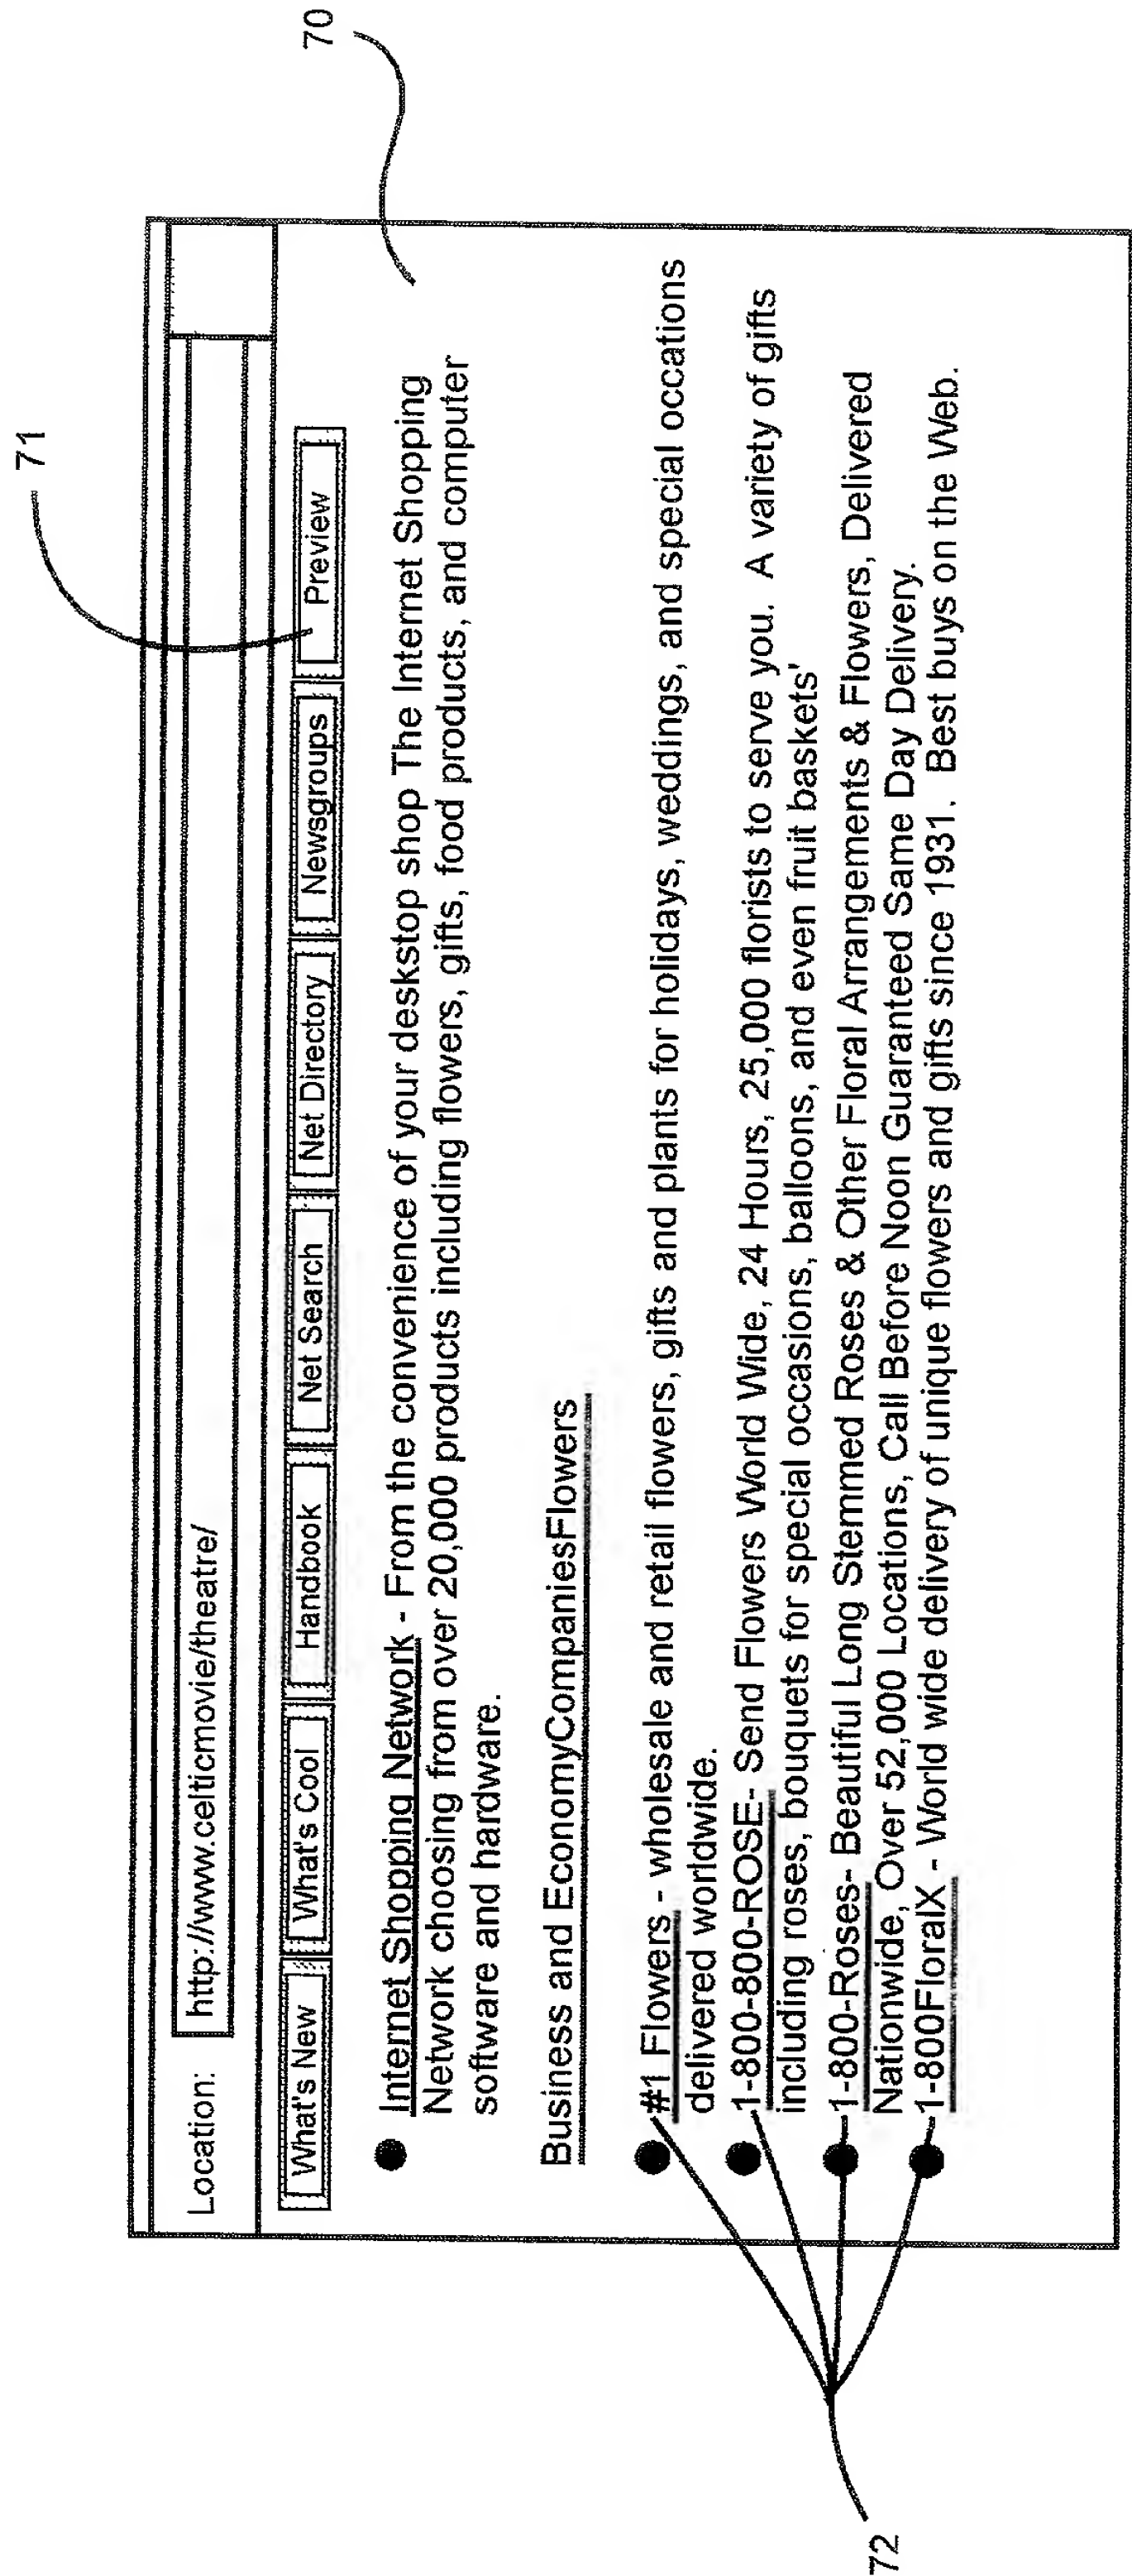 71
70
Location: http://www.celticmovie/theatre/
What's New What's Cool Handbook Net Search Net Directory Newsgroups Preview
Internet Shopping Network - From the convenience of your deskstop shop The Internet Shopping
Network choosing from over 20,000 products including flowers, gifts, food products, and computer
software and hardware.
Business and EconomyCompaniesFlowers
#1 Flowers - wholesale and retail flowers, gifts and plants for holidays, weddings, and special occations
delivered worldwide.
1-800-800-ROSE- Send Flowers World Wide, 24 Hours, 25,000 florists to serve you. A variety of gifts
including roses, bouquets for special occasions, balloons, and even fruit baskets'
1-800-Roses- Beautiful Long Stemmed Roses & Other Floral Arrangements & Flowers, Delivered
Nationwide, Over 52,000 Locations, Call Before Noon Guaranteed Same Day Delivery.
1-800FloralX - World wide delivery of unique flowers and gifts since 1931. Best buys on the Web.
72